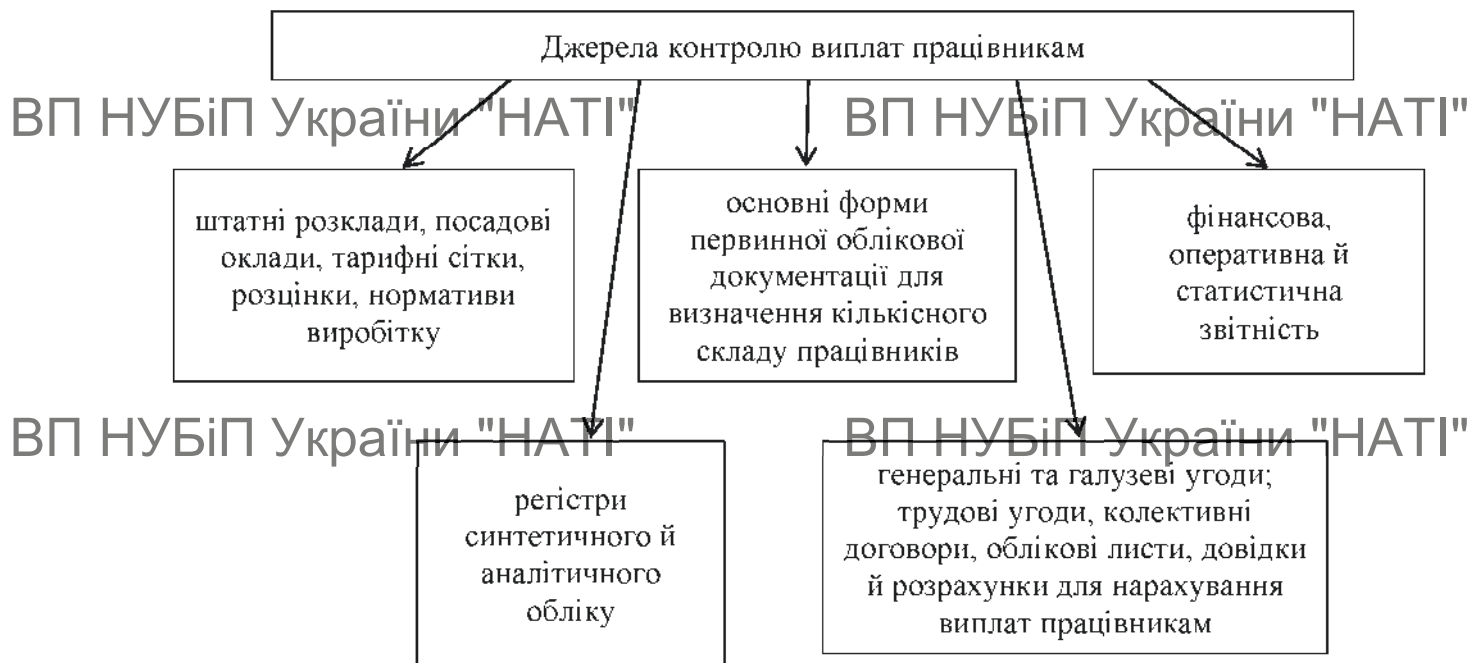 Джерела контролю виплат працівникам
ВП НУБіП України "НАТІ"
ВП НУБіП України "НАТІ"
штатні розклади, посадові
оклади, тарифні сітки,
розцінки, нормативи
виробітку
основні форми
первинної облікової
документації для
визначення кількісного
складу працівників
фінансова,
оперативна й
статистична
звітність
ВП НУБіП України "НАТІ"
ВП НУБіП України "НАТІ"
регістри
синтетичного й
аналітичного
обліку
генеральні та галузеві угоди;
трудові угоди, колективні
договори, облікові листи, довідки
й розрахунки для нарахування
виплат працівникам